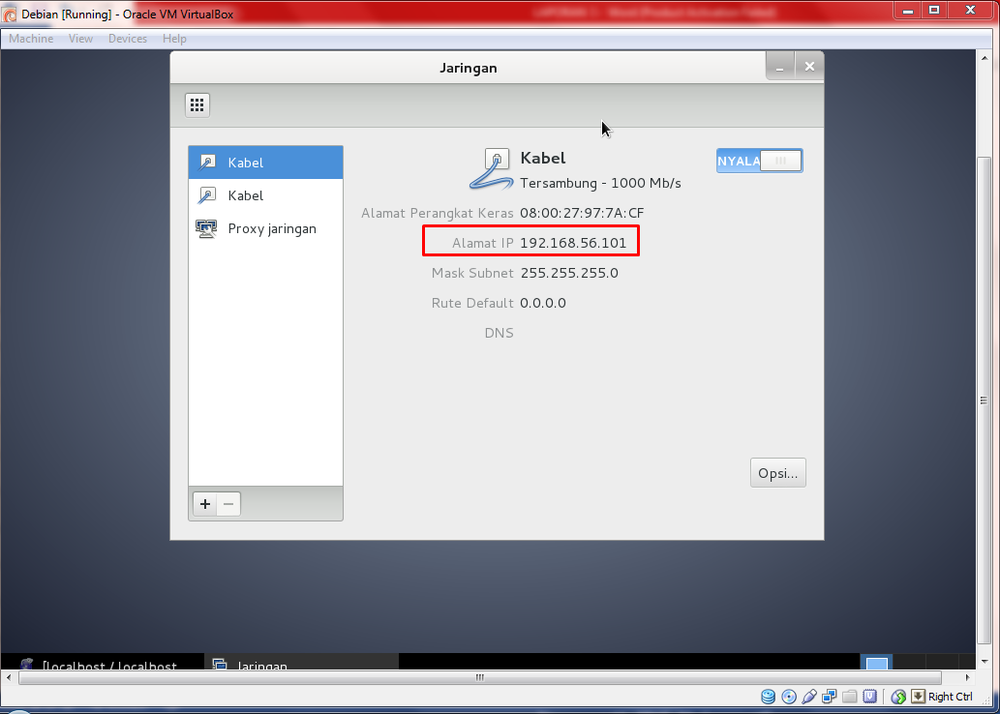 Debian [Running] - Oracle VM VirtualBox
Machine View Devices Help
Jaringan
Kabel
Kabel
Proxy jaringan
Kabel
NYALA
Tersambung - 1000 Mb/s
Alamat Perangkat Keras 08:00:27:97:7A:CF
Alamat IP 192.168.56.101
Mask Subnet 255.255.255.0
Rute Default 0.0.0.0
DNS
Opsi...
[localhost / localhost
Jaringan
Right Ctrl